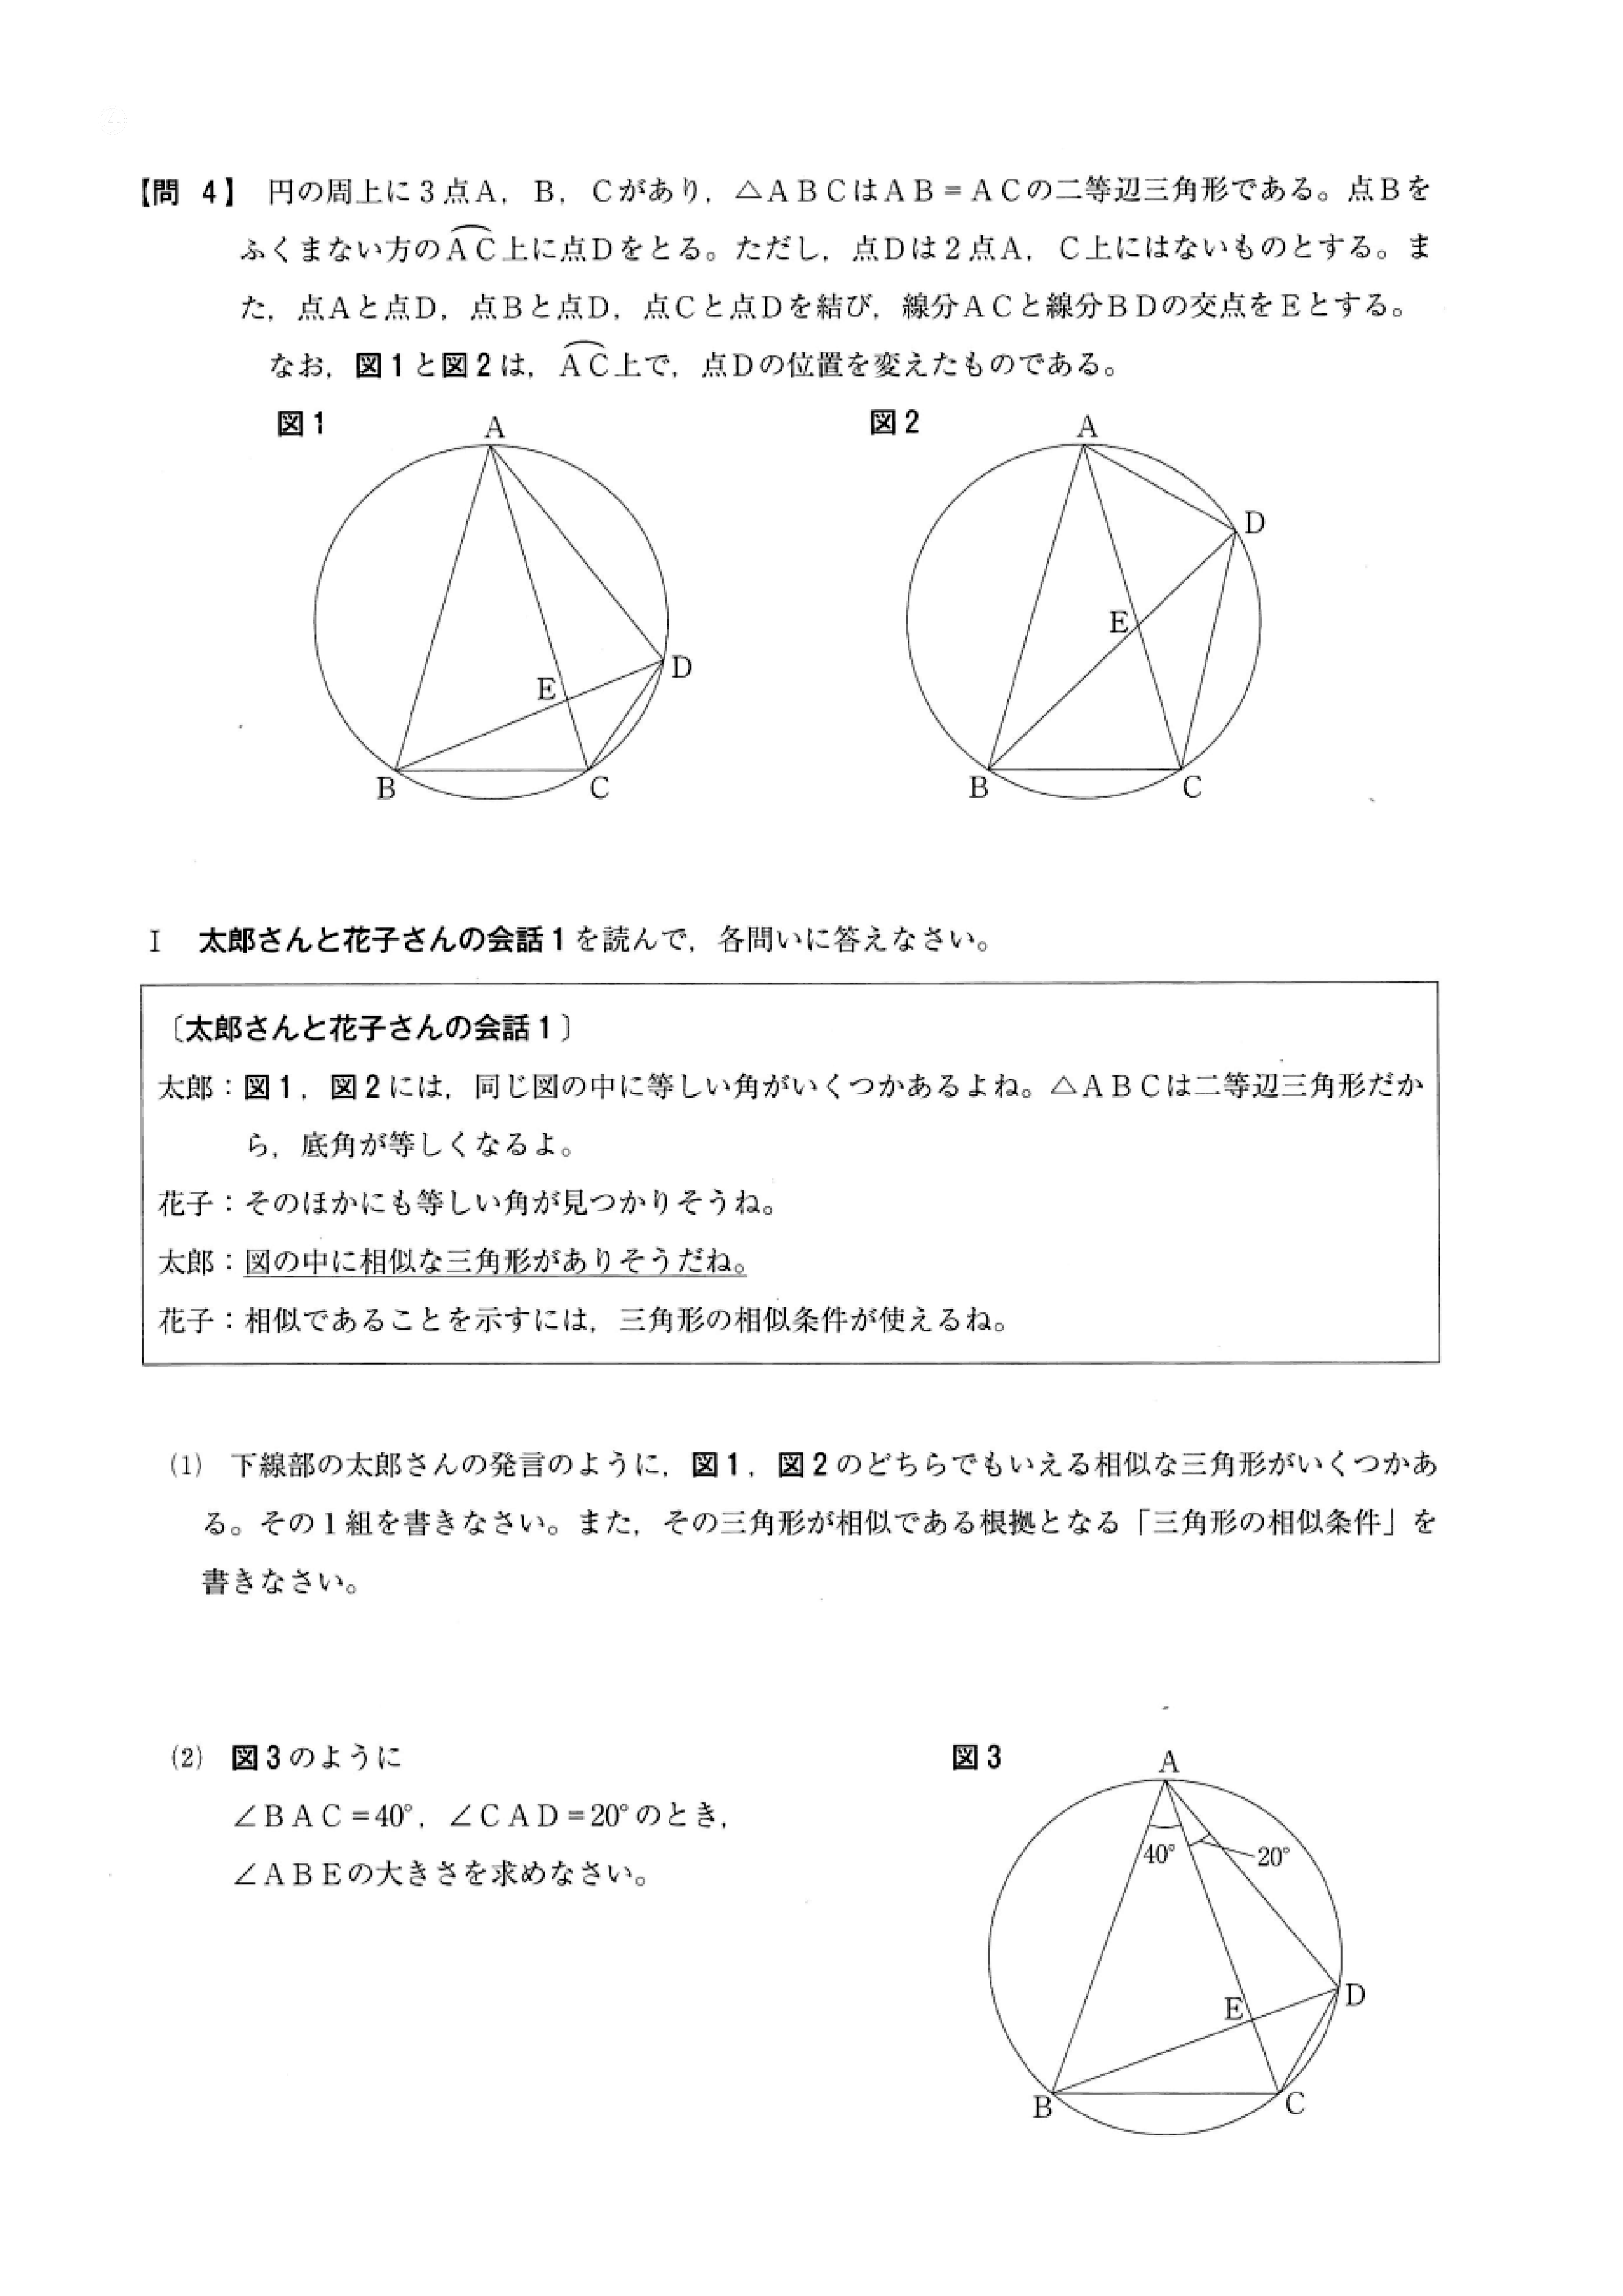 【問 4】 円の周上に3点A，B，Cがあり，△ABCはAB＝ACの二等辺三角形である。点Bを
ふくまない方のAC上に点Dをとる。ただし，点Dは2点A，C上にはないものとする。ま
た，点Aと点D，点Bと点D，点Cと点Dを結び，線分ACと線分BDの交点をEとする。
なお，図1と図2は，AC上で，点Dの位置を変えたものである。
図1
A
D
E
B
C
図2
A
D
E
B
C
Ⅰ 太郎さんと花子さんの会話1を読んで，各問いに答えなさい。
〔太郎さんと花子さんの会話1〕
太郎：図1，図2には，同じ図の中に等しい角がいくつかあるよね。△ABCは二等辺三角形だか
ら，底角が等しくなるよ。
花子：そのほかにも等しい角が見つかりそうね。
太郎：図の中に相似な三角形がありそうだね。
花子：相似であることを示すには，三角形の相似条件が使えるね。
(1) 下線部の太郎さんの発言のように，図1，図2のどちらでもいえる相似な三角形がいくつかあ
る。その1組を書きなさい。また，その三角形が相似である根拠となる「三角形の相似条件」を
書きなさい。
(2) 図3のように
∠BAC＝40°，∠CAD＝20°のとき，
∠ABEの大きさを求めなさい。
図3
A
40°
20°
D
E
B
C